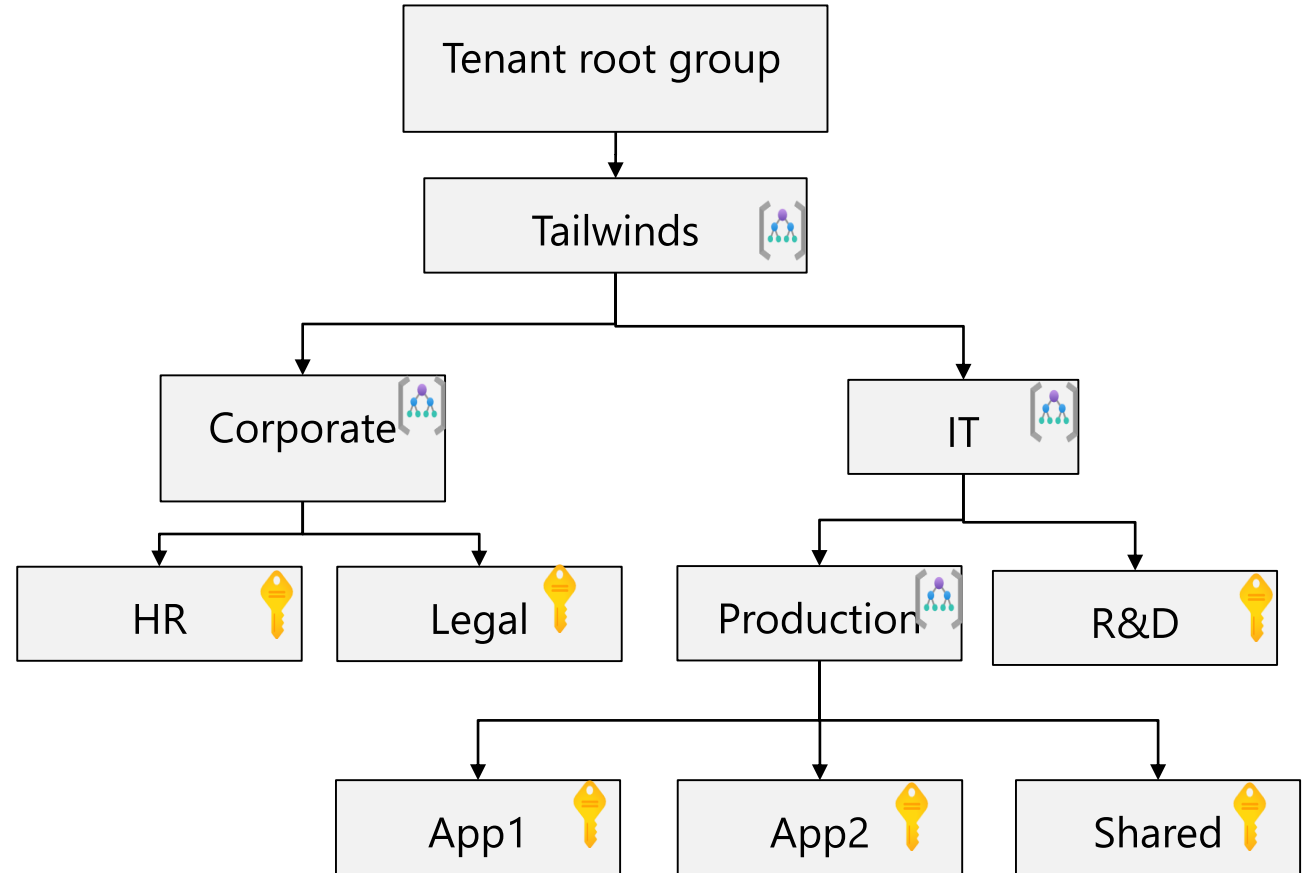 Tenant root group
Tailwinds
Corporate
IT
HR
Legal
Production
R&D
App1
App2
Shared